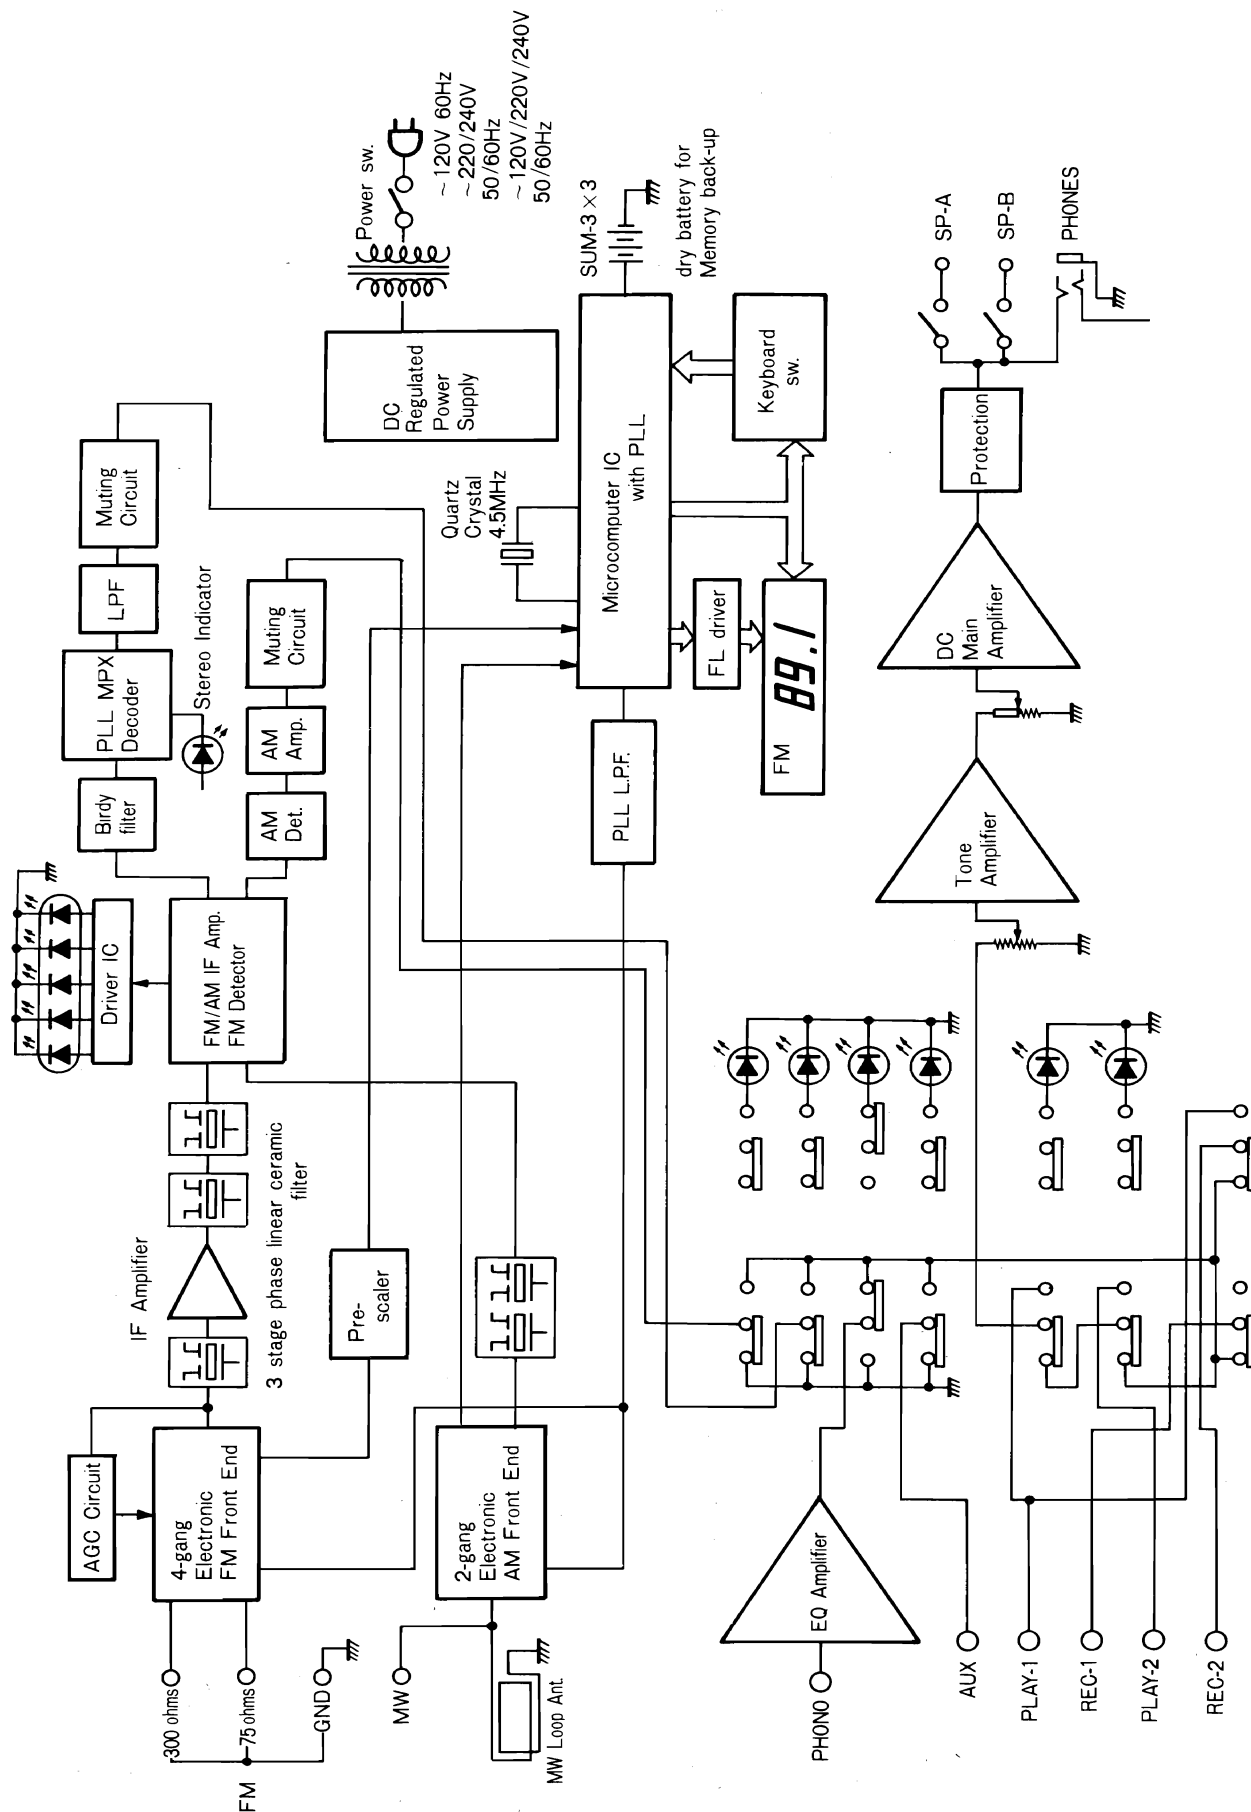 FM
300 ohms
75 ohms
GND
AGC Circuit
4-gang
Electronic
FM Front End
IF Amplifier
3 stage phase linear ceramic
filter
Driver IC
FM/AM IF Amp.
FM Detector
Birdy
filter
PLL MPX
Decoder
Stereo Indicator
LPF
Muting
Circuit
AM
Det.
AM
Amp.
Muting
Circuit
MW
MW Loop Ant.
2-gang
Electronic
AM Front End
Pre-
scaler
DC
Regulated
Power
Supply
Power sw.
~120V 60Hz
~220/240V
50/60Hz
~120V/220V/240V
50/60Hz
Quartz
Crystal
4.5MHz
Microcomputer IC
with PLL
SUM-3 × 3
dry battery for
Memory back-up
PLL L.P.F.
FL driver
FM 89.1
Keyboard
sw.
PHONO
EQ Amplifier
AUX
PLAY-1
REC-1
PLAY-2
REC-2
Tone
Amplifier
DC
Main
Amplifier
Protection
SP-A
SP-B
PHONES